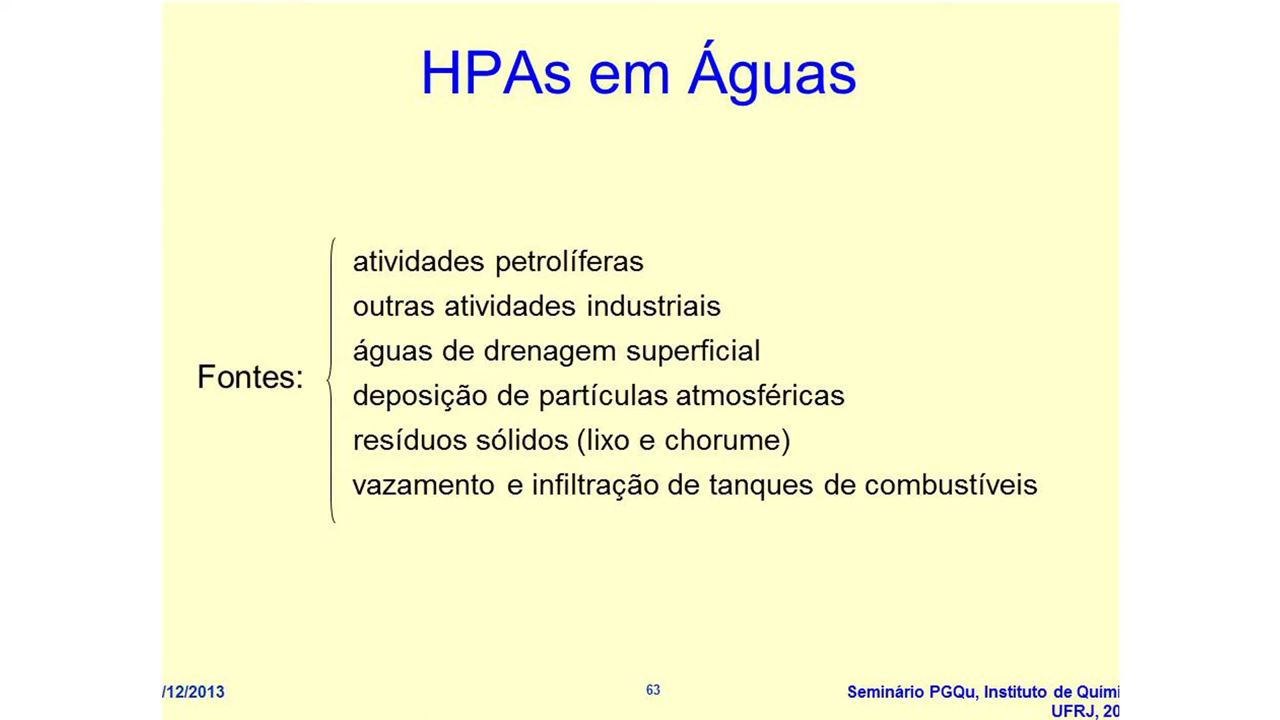 HPAs em Águas
Fontes:
atividades petrolíferas
outras atividades industriais
águas de drenagem superficial
deposição de partículas atmosféricas
resíduos sólidos (lixo e chorume)
vazamento e infiltração de tanques de combustíveis
/12/2013
63
Seminário PGQu, Instituto de Quími
UFRJ, 20